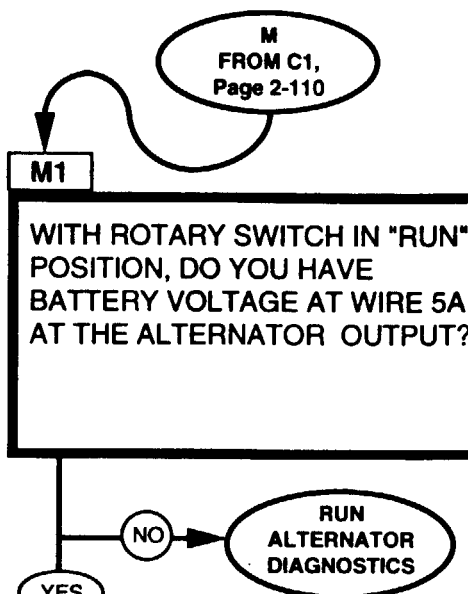 M
FROM C1,
Page 2-110
M1
WITH ROTARY SWITCH IN "RUN"
POSITION, DO YOU HAVE
BATTERY VOLTAGE AT WIRE 5A
AT THE ALTERNATOR OUTPUT?
NO
RUN
ALTERNATOR
DIAGNOSTICS
YES